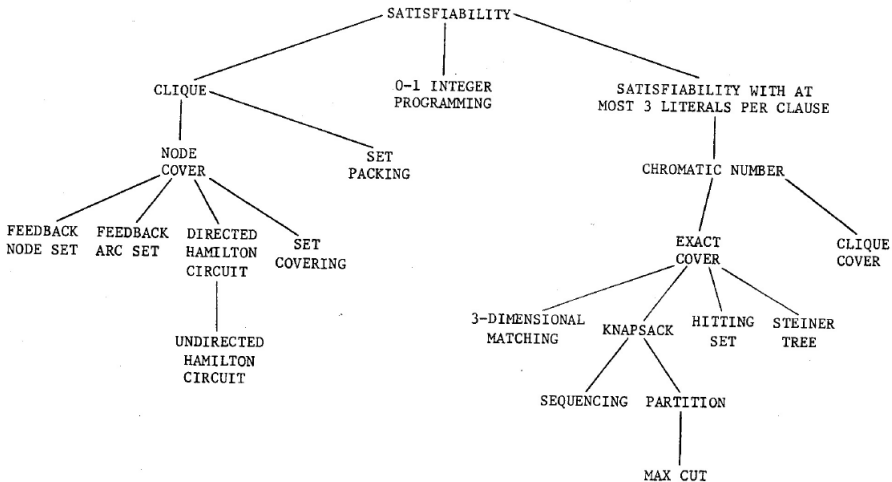 SATISFIABILITY
CLIQUE
0-1 INTEGER
PROGRAMMING
SATISFIABILITY WITH AT
MOST 3 LITERALS PER CLAUSE
NODE
COVER
SET
PACKING
CHROMATIC NUMBER
FEEDBACK
NODE SET
FEEDBACK
ARC SET
DIRECTED
HAMILTON
CIRCUIT
SET
COVERING
EXACT
COVER
CLIQUE
COVER
3-DIMENSIONAL
MATCHING
KNAPSACK
HITTING
SET
STEINER
TREE
UNDIRECTED
HAMILTON
CIRCUIT
SEQUENCING
PARTITION
MAX CUT